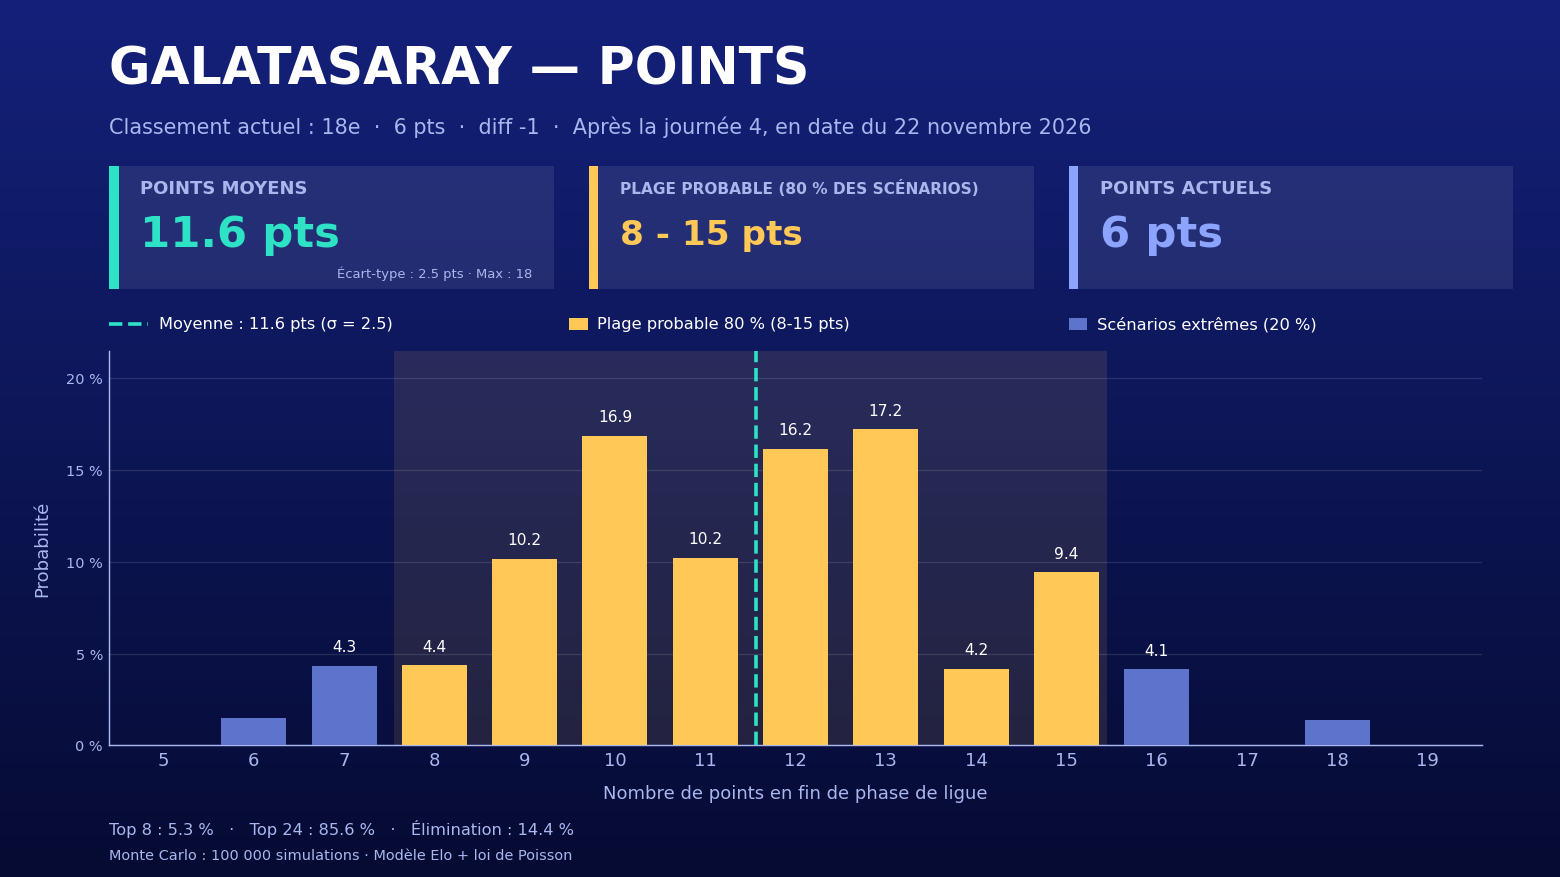 GALATASARAY — POINTS
Classement actuel : 18e · 6 pts · diff -1 · Après la journée 4, en date du 22 novembre 2026
POINTS MOYENS
11.6 pts
Écart-type : 2.5 pts · Max : 18
PLAGE PROBABLE (80 % DES SCÉNARIOS)
8 - 15 pts
POINTS ACTUELS
6 pts
Moyenne : 11.6 pts (σ = 2.5)
Plage probable 80 % (8-15 pts)
Scénarios extrêmes (20 %)
Probabilité
20 %
15 %
10 %
5 %
0 %
4.3
4.4
10.2
16.9
10.2
16.2
17.2
4.2
9.4
4.1
5 6 7 8 9 10 11 12 13 14 15 16 17 18 19
Nombre de points en fin de phase de ligue
Top 8 : 5.3 % · Top 24 : 85.6 % · Élimination : 14.4 %
Monte Carlo : 100 000 simulations · Modèle Elo + loi de Poisson